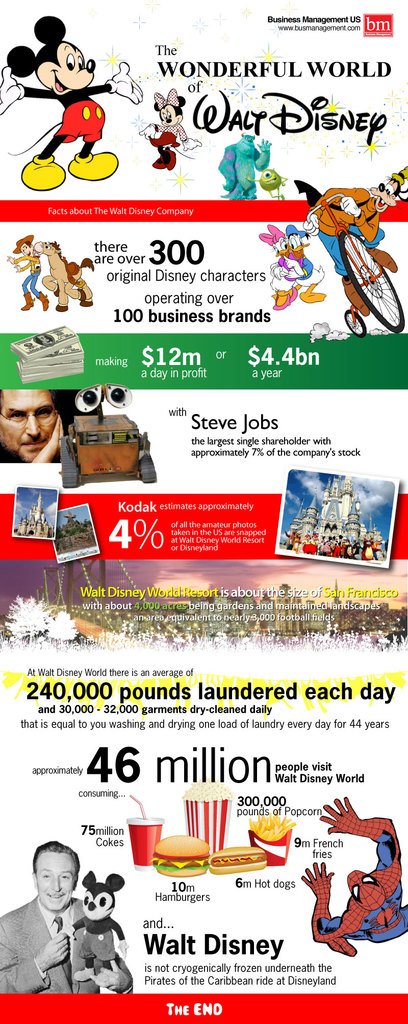 Business Management US
www.busmanagement.com
bm
Business Management
The
WONDERFUL WORLD
of
WALT DISNEY
Facts about The Walt Disney Company
there
are over 300
original Disney characters
operating over
100 business brands
making $12m or $4.4bn
a day in profit a year
with Steve Jobs
the largest single shareholder with
approximately 7% of the company's stock
Kodak estimates approximately
4% of all the amateur photos
taken in the US are snapped
at Walt Disney World Resort
or Disneyland
Walt Disney World Resort is about the size of San Francisco
with about 4,000 acres being gardens and maintained landscapes
an area equivalent to nearly 3,000 football fields
At Walt Disney World there is an average of
240,000 pounds laundered each day
and 30,000 - 32,000 garments dry-cleaned daily
that is equal to you washing and drying one load of laundry every day for 44 years
approximately 46 million people visit
Walt Disney World
consuming...
300,000
pounds of Popcorn
75million
Cokes
9m French
fries
6m Hot dogs
10m
Hamburgers
and...
Walt Disney
is not cryogenically frozen underneath the
Pirates of the Caribbean ride at Disneyland
THE END